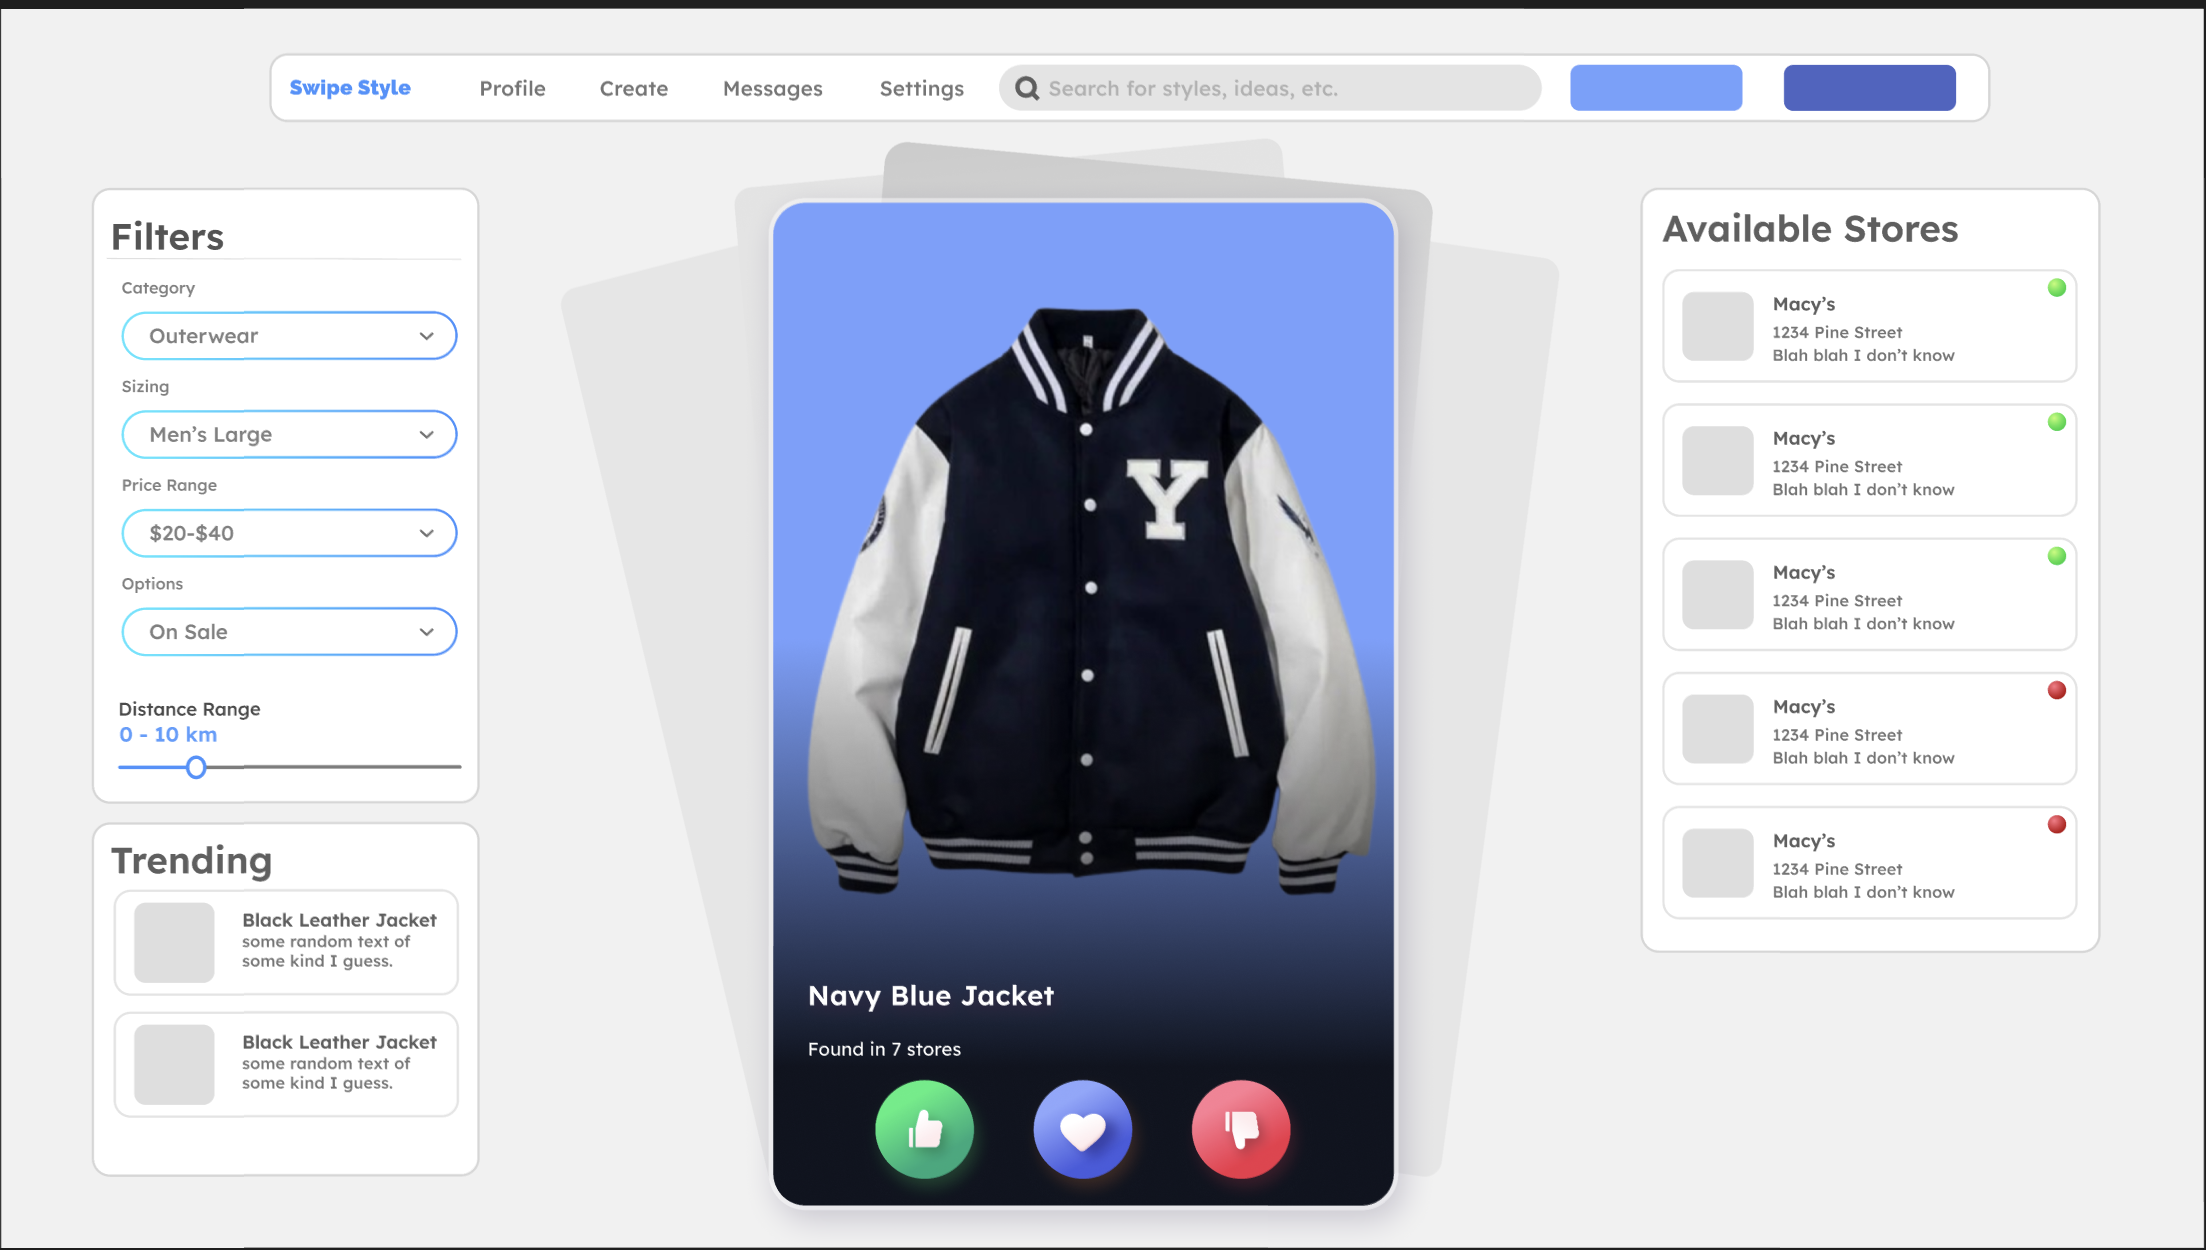 Swipe Style
Profile
Create
Messages
Settings
Search for styles, ideas, etc.
Filters
Category
Outerwear
Sizing
Men's Large
Price Range
$20-$40
Options
On Sale
Distance Range
0 - 10 km
Trending
Black Leather Jacket
some random text of
some kind I guess.
Black Leather Jacket
some random text of
some kind I guess.
Y
Navy Blue Jacket
Found in 7 stores
Available Stores
Macy's
1234 Pine Street
Blah blah I don't know
Macy's
1234 Pine Street
Blah blah I don't know
Macy's
1234 Pine Street
Blah blah I don't know
Macy's
1234 Pine Street
Blah blah I don't know
Macy's
1234 Pine Street
Blah blah I don't know